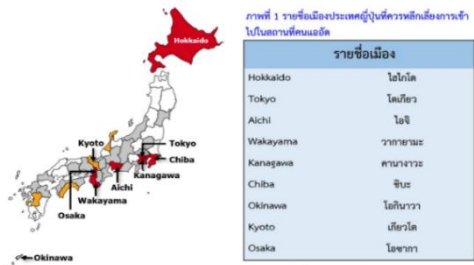 Hokkaido
Kyoto
Tokyo
Chiba
Kanagawa
Aichi
Wakayama
Osaka
Okinawa
ภาพที่ 1 รายชื่อเมืองประเทศญี่ปุ่นที่ควรหลีกเลี่ยงการเข้า
ไปในสถานที่คนแออัด
รายชื่อเมือง
Hokkaido ไฮไกโด
Tokyo โตเกียว
Aichi ไอจิ
Wakayama วากายามะ
Kanagawa คานางาวะ
Chiba ชิบะ
Okinawa โอกินาวา
Kyoto เกียวโต
Osaka โอซากา